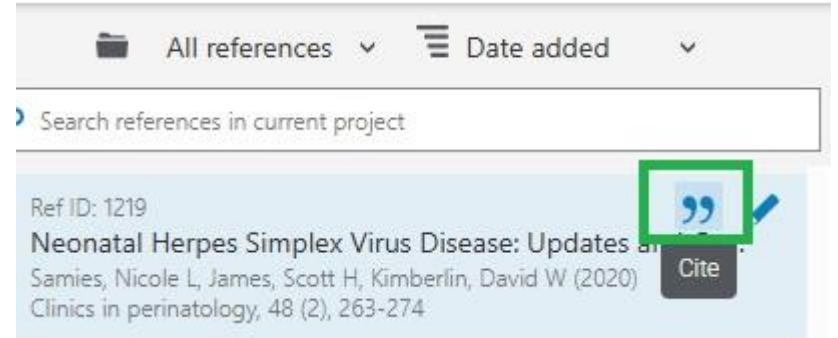 All references Date added
Search references in current project
Ref ID: 1219
Neonatal Herpes Simplex Virus Disease: Updates
Samies, Nicole L, James, Scott H, Kimberlin, David W (2020)
Cite
Clinics in perinatology, 48 (2), 263-274